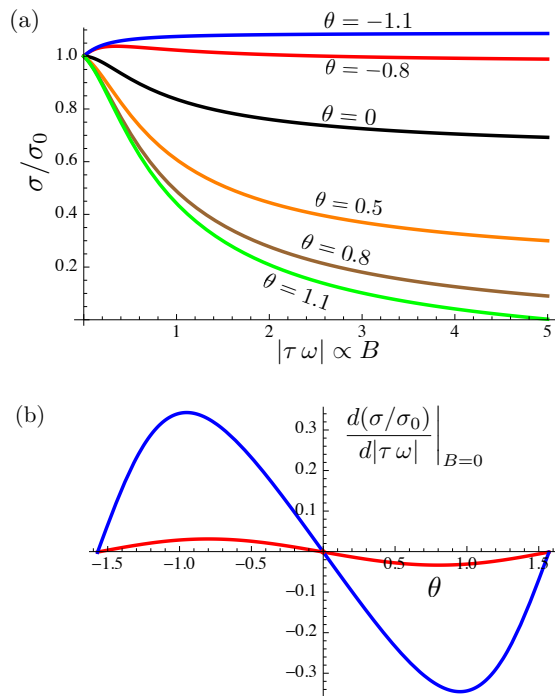 (a)
θ = −1.1
θ = −0.8
θ = 0
θ = 0.5
θ = 0.8
θ = 1.1
σ/σ₀
1.0
0.8
0.6
0.4
0.2
1 2 3 4 5
|τ ω| ∝ B
(b)
d(σ/σ₀)
d|τ ω| |B=0
0.3
0.2
0.1
−0.1
−0.2
−0.3
−1.5 −1.0 −0.5 0.5 1.0 1.5
θ